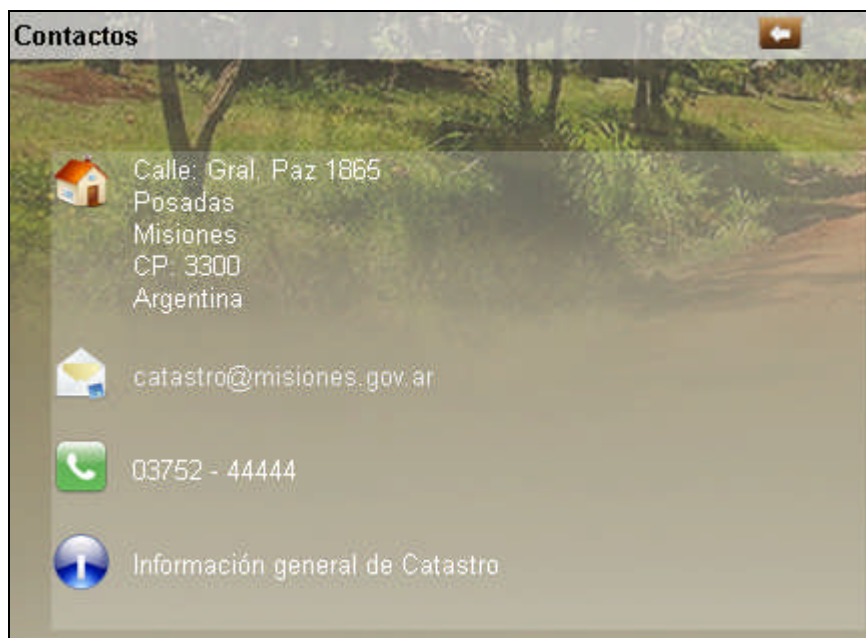 Contactos
Calle: Gral. Paz 1865
Posadas
Misiones
CP: 3300
Argentina
catastro@misiones.gov.ar
03752 - 44444
Información general de Catastro